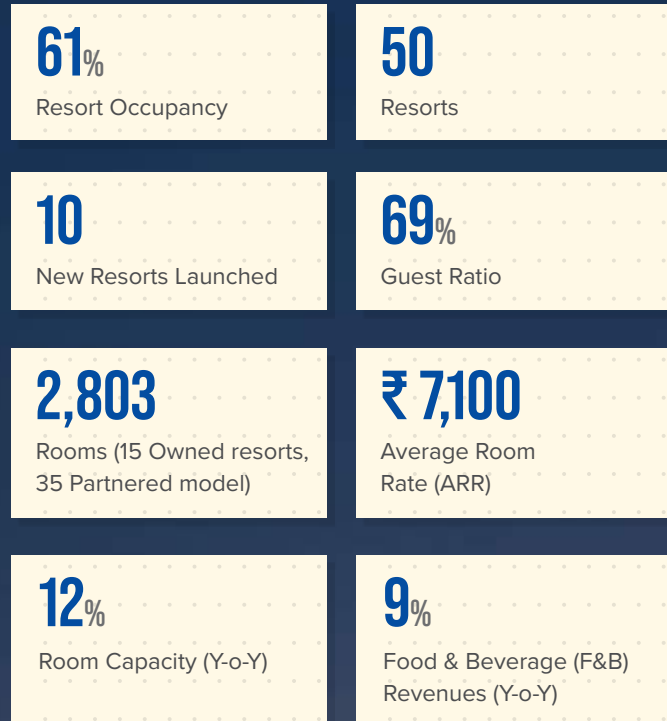 61%
Resort Occupancy
50
Resorts
10
New Resorts Launched
69%
Guest Ratio
2,803
Rooms (15 Owned resorts,
35 Partnered model)
₹ 7,100
Average Room
Rate (ARR)
12%
Room Capacity (Y-o-Y)
9%
Food & Beverage (F&B)
Revenues (Y-o-Y)